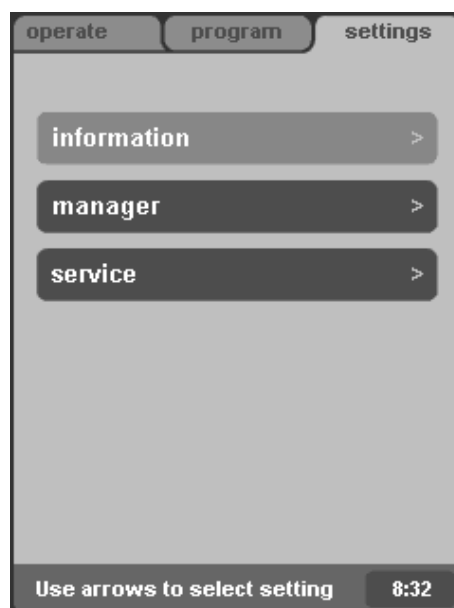 operate program settings
information >
manager >
service >
Use arrows to select setting 8:32